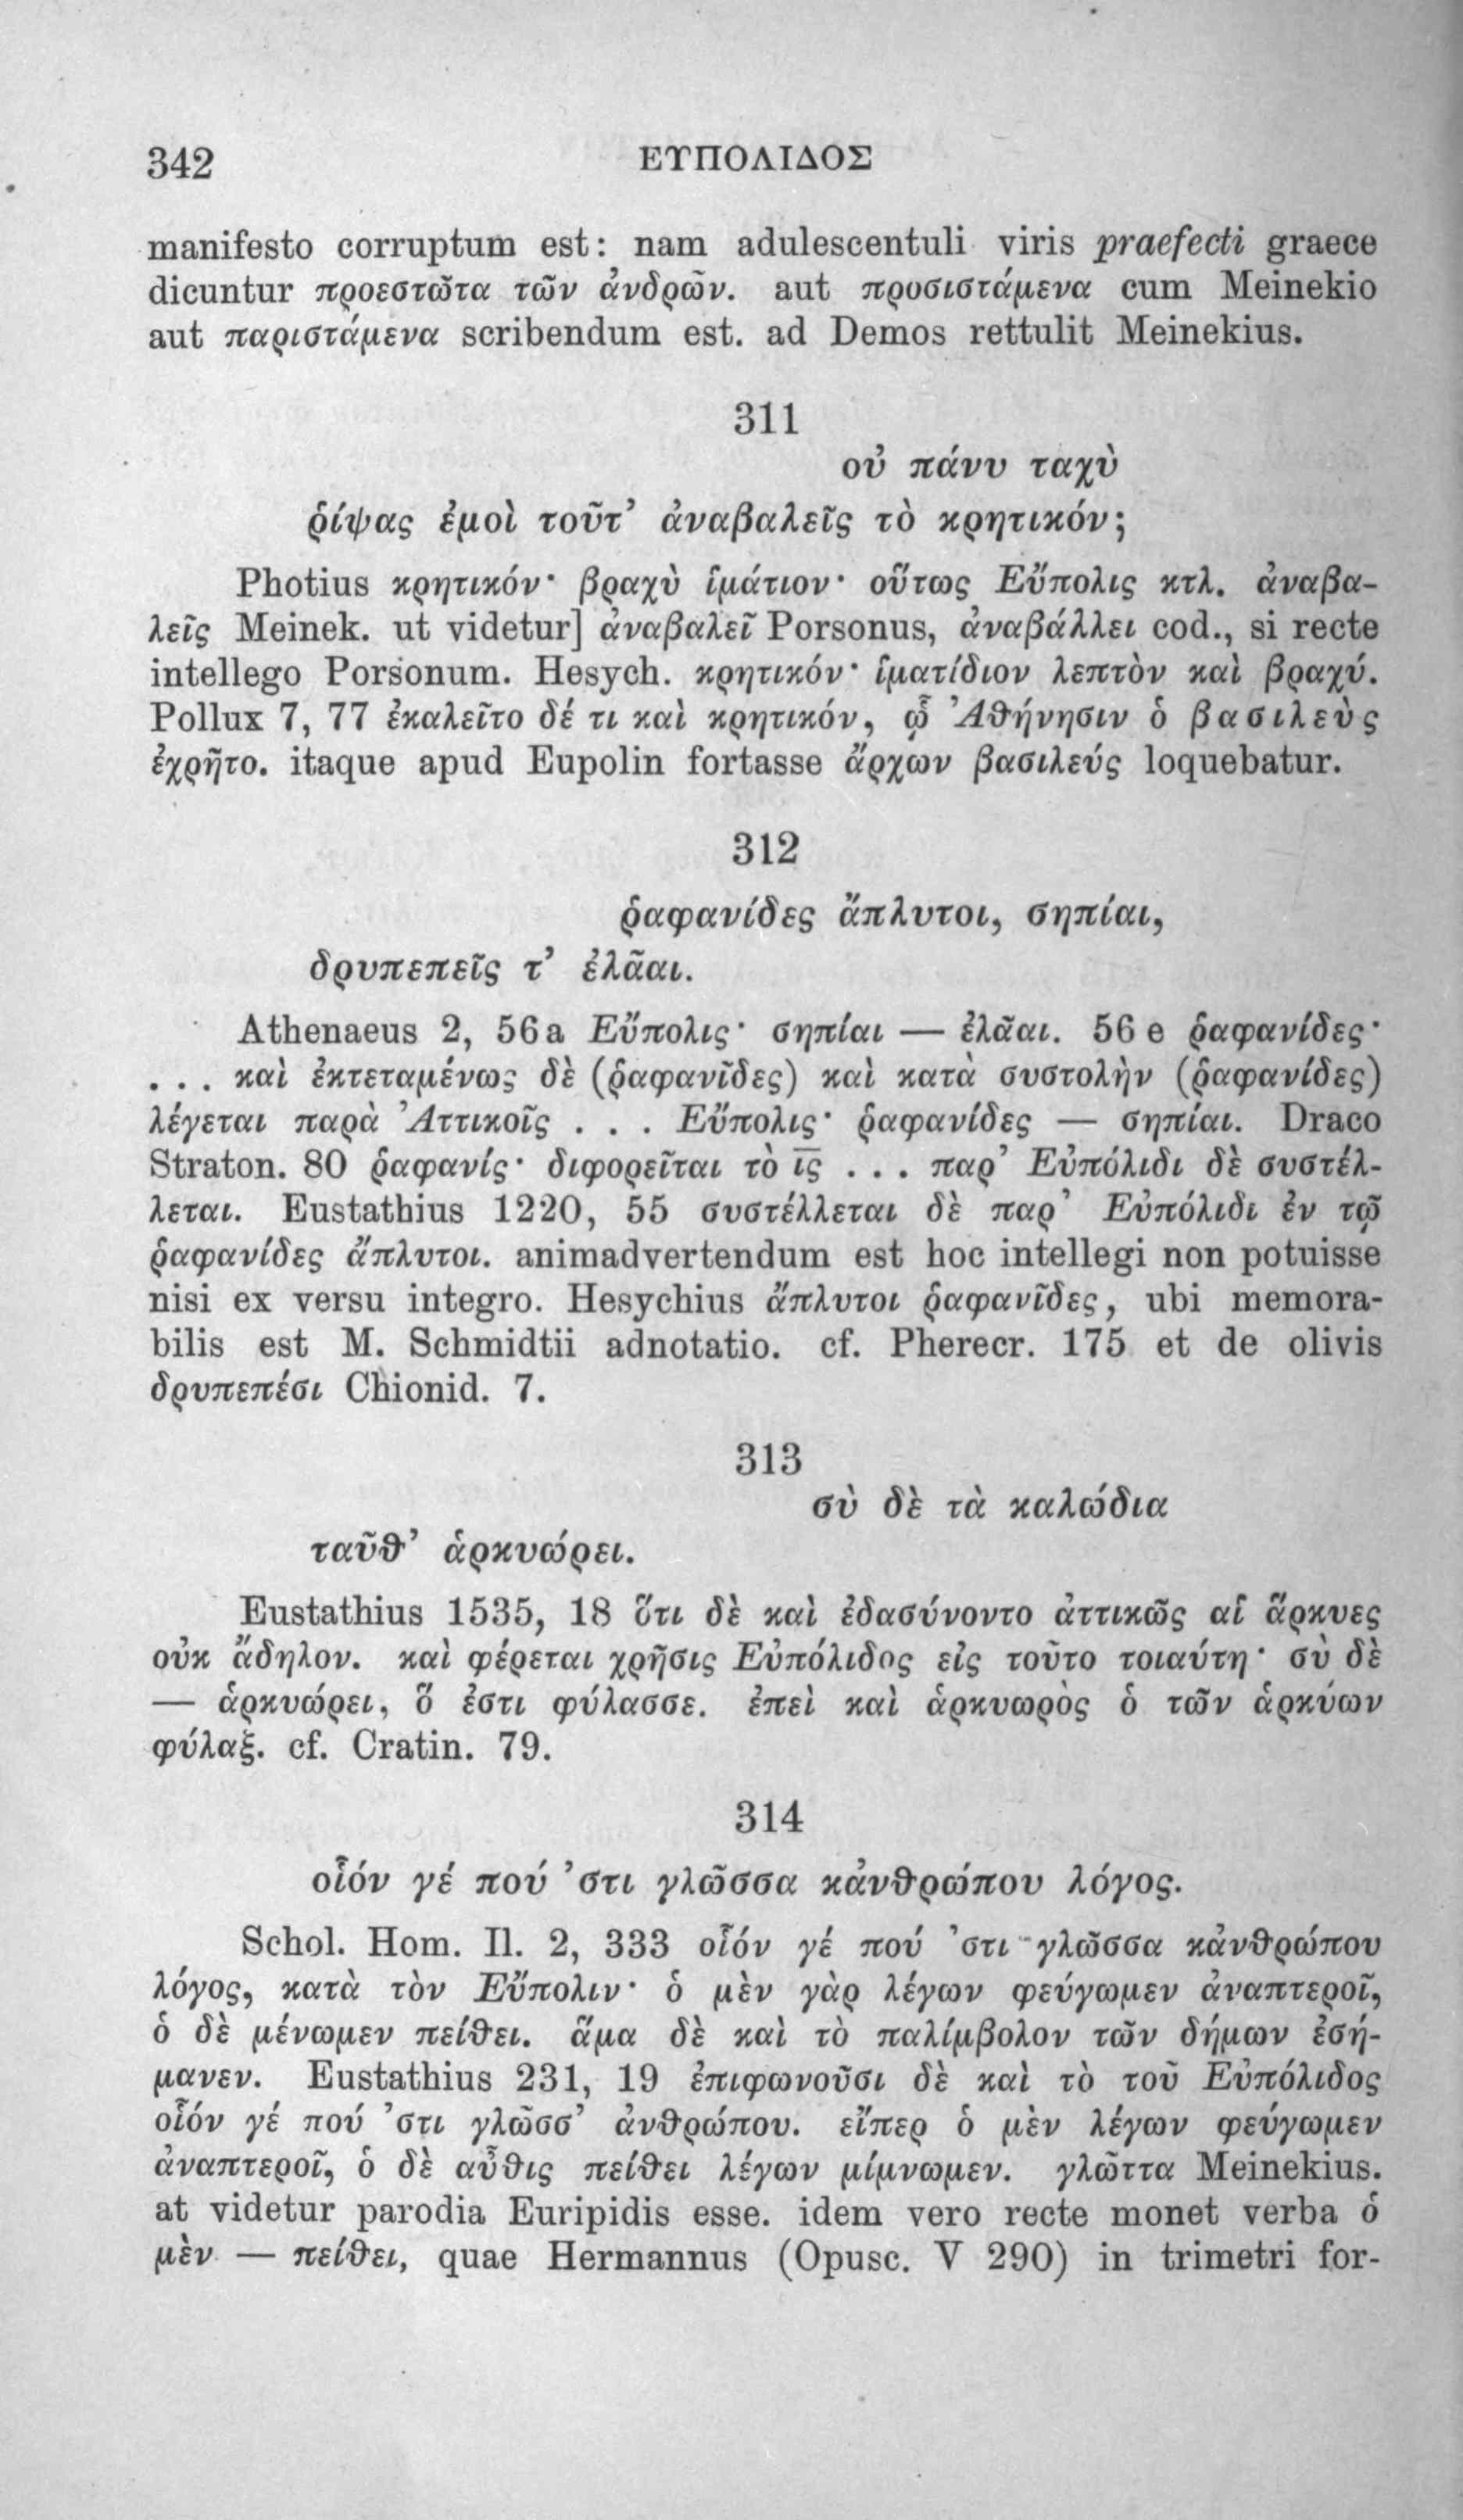 342 ΕΥΠΟΛΙΔΟΣ
manifesto corruptum est: nam adulescentuli viris praefecti graece
dicuntur προεστῶτα τῶν ἀνδρῶν. aut προσιστάμενα cum Meinekio
aut παριστάμενα scribendum est. ad Demos rettulit Meinekius.
311
οὐ πάνυ ταχὺ
ῥίψας ἐμοὶ τοῦτ’ ἀναβαλεῖς τὸ κρητικόν;
Photius κρητικόν· βραχὺ ἱμάτιον· οὕτως Εὔπολις κτλ. ἀναβα-
λεῖς Meinek. ut videtur] ἀναβαλεῖ Porsonus, ἀναβάλλει cod., si recte
intellego Porsonum. Hesych. κρητικόν· ἱματίδιον λεπτὸν καὶ βραχύ.
Pollux 7, 77 ἐκαλεῖτο δέ τι καὶ κρητικόν, ᾧ Ἀθήνησιν ὁ βασιλεὺς
ἐχρῆτο. itaque apud Eupolin fortasse ἄρχων βασιλεύς loquebatur.
312
ῥαφανίδες ἄπλυτοι, σηπίαι,
δρυπεπεῖς τ’ ἐλᾶαι.
Athenaeus 2, 56a Εὔπολις· σηπίαι — ἐλᾶαι. 56 e ῥαφανίδες·
. . . καὶ ἐκτεταμένως δὲ (ῥαφανῖδες) καὶ κατὰ συστολὴν (ῥαφανίδες)
λέγεται παρὰ Ἀττικοῖς . . . Εὔπολις· ῥαφανίδες — σηπίαι. Draco
Straton. 80 ῥαφανίς· διφορεῖται τὸ ῑς . . . παρ’ Εὐπόλιδι δὲ συστέλ-
λεται. Eustathius 1220, 55 συστέλλεται δὲ παρ’ Εὐπόλιδι ἐν τῷ
ῥαφανίδες ἄπλυτοι. animadvertendum est hoc intellegi non potuisse
nisi ex versu integro. Hesychius ἄπλυτοι ῥαφανῖδες, ubi memora-
bilis est M. Schmidtii adnotatio. cf. Pherecr. 175 et de olivis
δρυπεπέσι Chionid. 7.
313
σὺ δὲ τὰ καλώδια
ταῦθ’ ἁρκυώρει.
Eustathius 1535, 18 ὅτι δὲ καὶ ἐδασύνοντο ἀττικῶς αἱ ἅρκυες
οὐκ ἄδηλον. καὶ φέρεται χρῆσις Εὐπόλιδος εἰς τοῦτο τοιαύτη· σὺ δὲ
— ἁρκυώρει, ὅ ἐστι φύλασσε. ἐπεὶ καὶ ἁρκυωρὸς ὁ τῶν ἁρκύων
φύλαξ. cf. Cratin. 79.
314
οἷόν γέ πού ’στι γλῶσσα κἀνθρώπου λόγος.
Schol. Hom. Il. 2, 333 οἷόν γέ πού ’στι γλῶσσα κἀνθρώπου
λόγος, κατὰ τὸν Εὔπολιν· ὁ μὲν γὰρ λέγων φεύγωμεν ἀναπτεροῖ,
ὁ δὲ μένωμεν πείθει. ἅμα δὲ καὶ τὸ παλίμβολον τῶν δήμων ἐσή-
μανεν. Eustathius 231, 19 ἐπιφωνοῦσι δὲ καὶ τὸ τοῦ Εὐπόλιδος
οἷόν γέ πού ’στι γλῶσσ’ ἀνθρώπου. εἴπερ ὁ μὲν λέγων φεύγωμεν
ἀναπτεροῖ, ὁ δὲ αὖθις πείθει λέγων μίμνωμεν. γλῶττα Meinekius.
at videtur parodia Euripidis esse. idem vero recte monet verba ὁ
μὲν — πείθει, quae Hermannus (Opusc. V 290) in trimetri for-